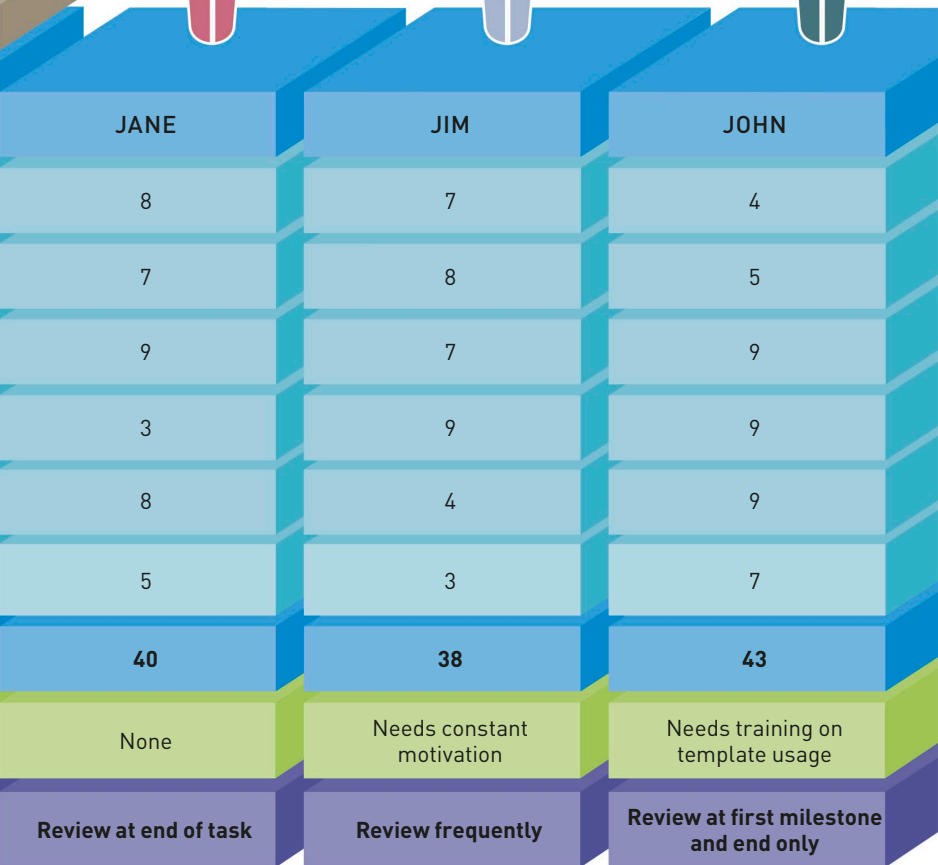 JANE JIM JOHN
8 7 4
7 8 5
9 7 9
3 9 9
8 4 9
5 3 7
40 38 43
None
Needs constant
motivation
Needs training on
template usage
Review at end of task
Review frequently
Review at first milestone
and end only